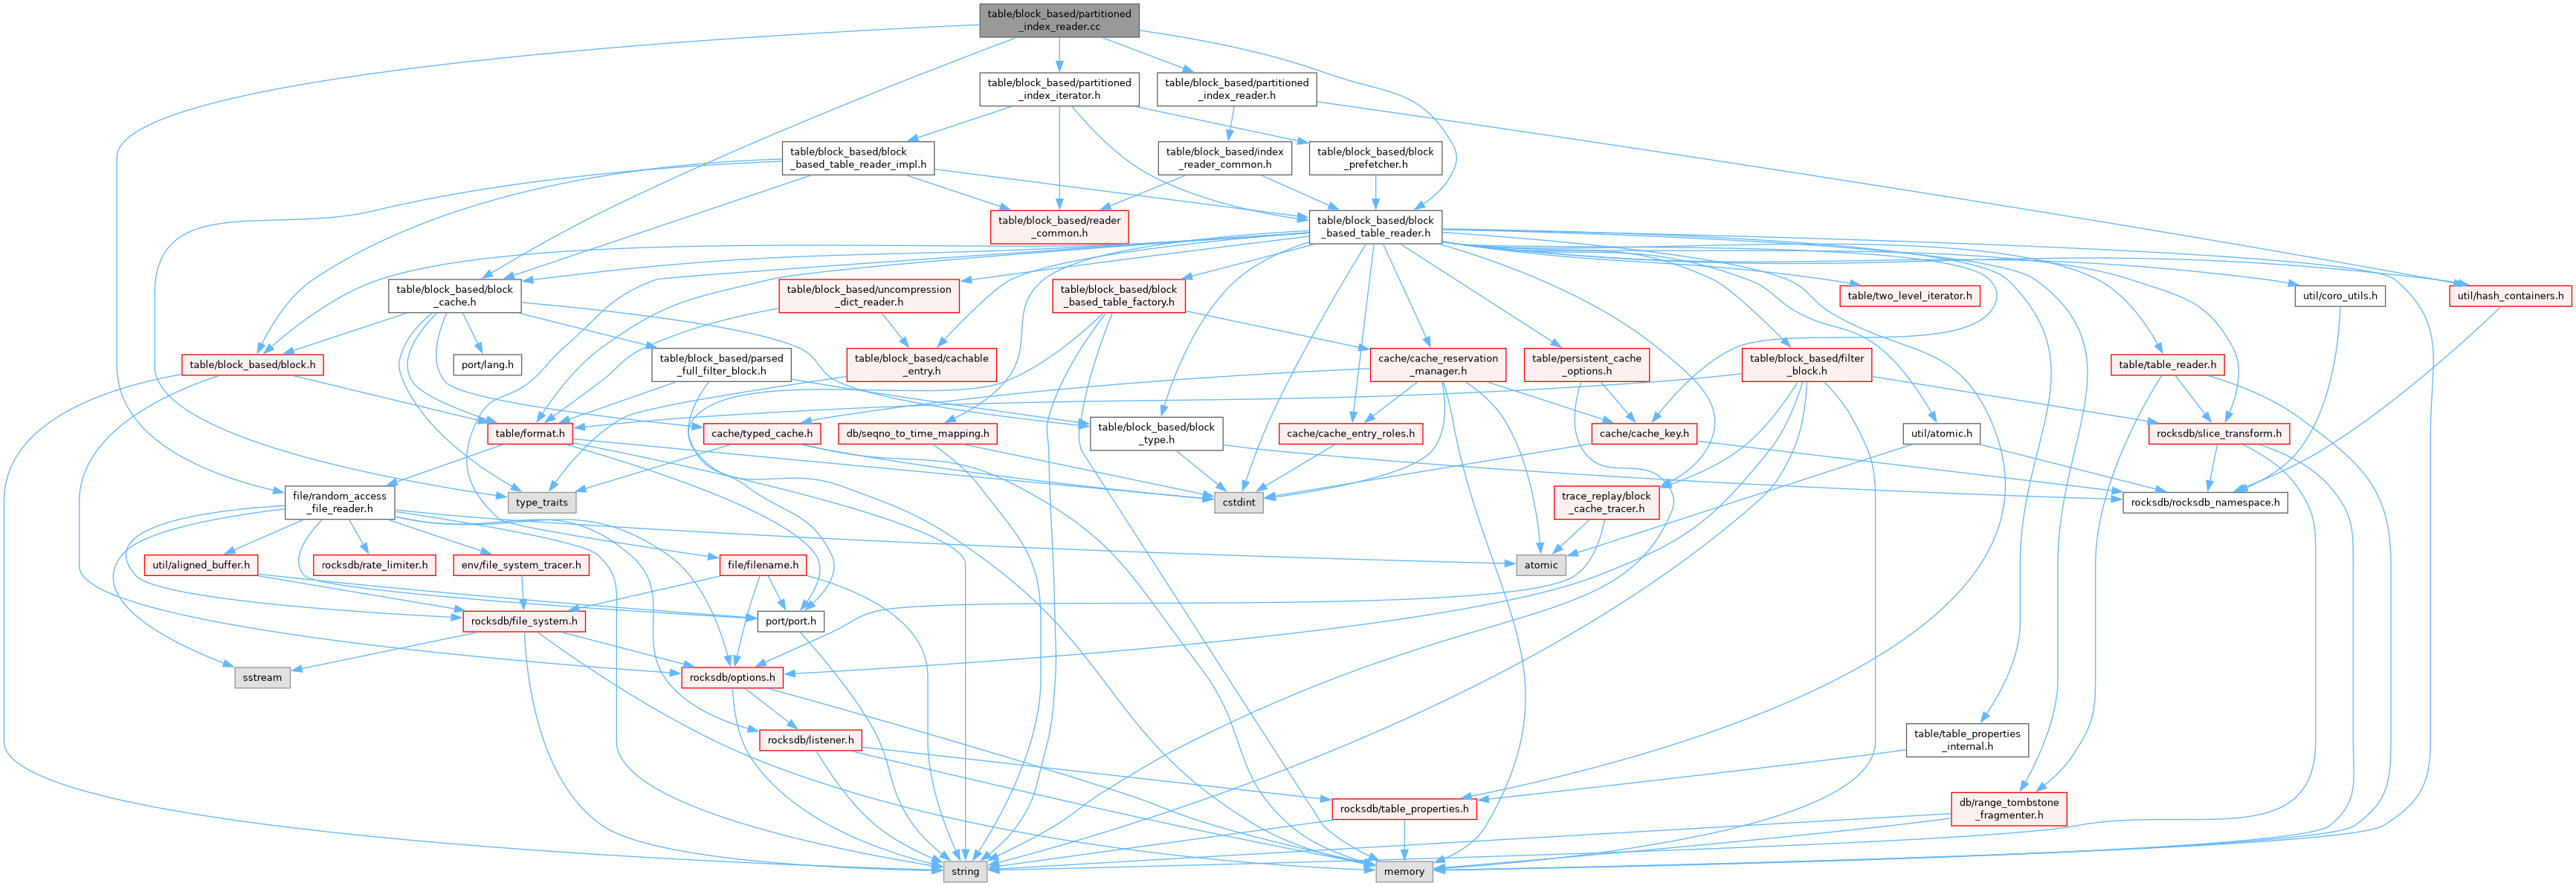 table/block_based/partitioned
_index_reader.cc
table/block_based/partitioned
_index_iterator.h
table/block_based/partitioned
_index_reader.h
table/block_based/block
_based_table_reader_impl.h
table/block_based/index
_reader_common.h
table/block_based/block
_prefetcher.h
table/block_based/reader
_common.h
table/block_based/block
_based_table_reader.h
table/block_based/block
_cache.h
table/block_based/uncompression
_dict_reader.h
table/block_based/block
_based_table_factory.h
table/two_level_iterator.h
util/coro_utils.h
util/hash_containers.h
table/block_based/block.h
port/lang.h
table/block_based/parsed
_full_filter_block.h
table/block_based/cachable
_entry.h
cache/cache_reservation
_manager.h
table/persistent_cache
_options.h
table/block_based/filter
_block.h
table/table_reader.h
table/format.h
cache/typed_cache.h
db/seqno_to_time_mapping.h
table/block_based/block
_type.h
cache/cache_entry_roles.h
cache/cache_key.h
util/atomic.h
rocksdb/slice_transform.h
file/random_access
_file_reader.h
type_traits
cstdint
trace_replay/block
_cache_tracer.h
rocksdb/rocksdb_namespace.h
util/aligned_buffer.h
rocksdb/rate_limiter.h
env/file_system_tracer.h
file/filename.h
atomic
rocksdb/file_system.h
port/port.h
sstream
rocksdb/options.h
rocksdb/listener.h
table/table_properties
_internal.h
rocksdb/table_properties.h
db/range_tombstone
_fragmenter.h
string
memory